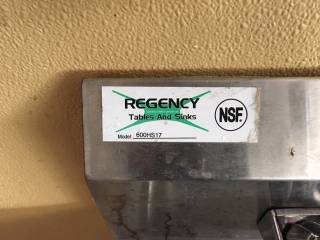 REGENCY
Tables And Sinks
NSF.
Model 600HS17